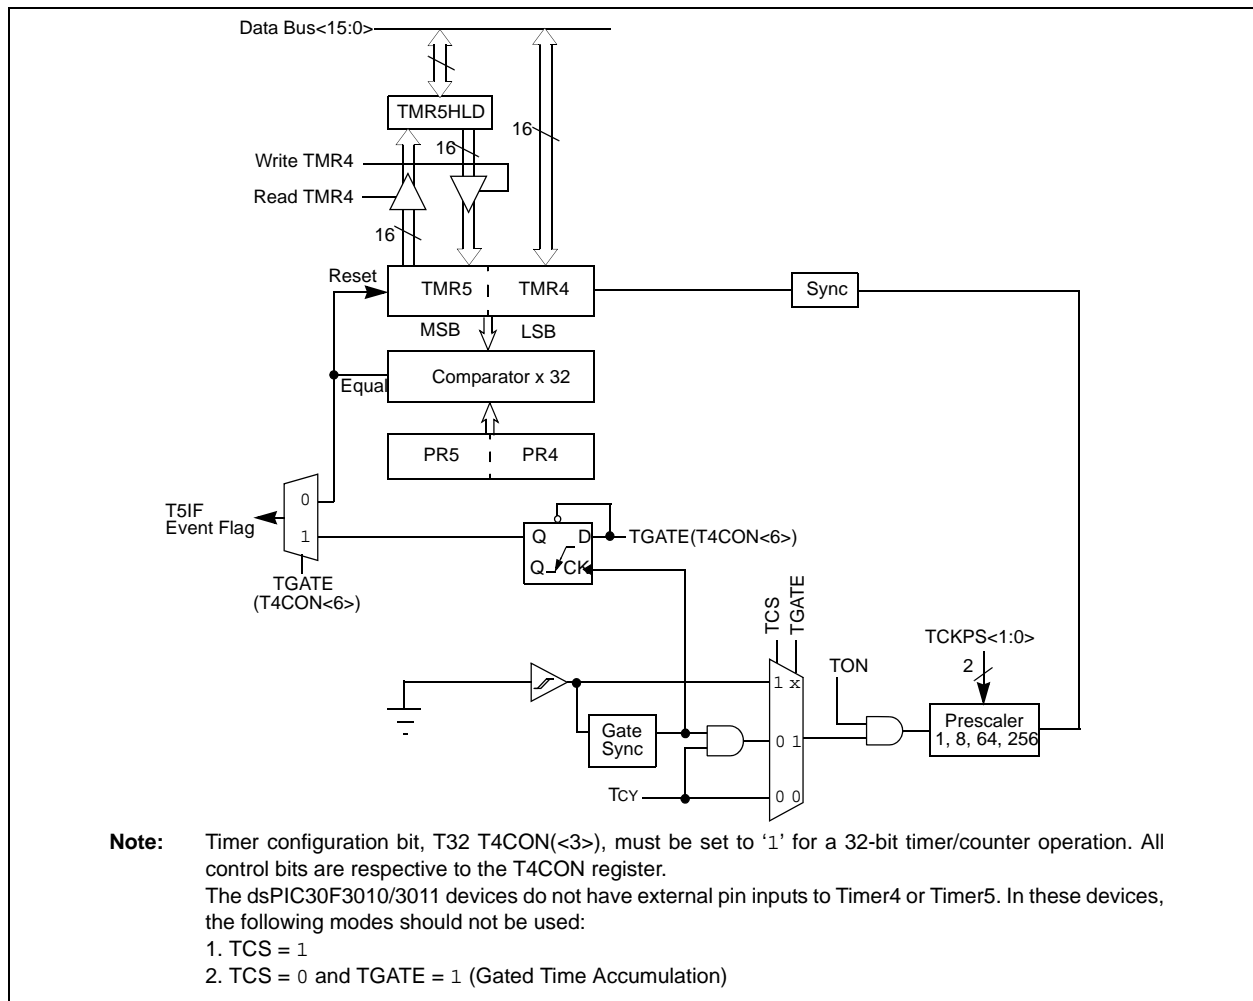 Data Bus<15:0>
TMR5HLD
16
16
Write TMR4
Read TMR4
16
Reset
TMR5
TMR4
Sync
MSB
LSB
Equal
Comparator x 32
PR5
PR4
0
1
T5IF
Event Flag
TGATE
(T4CON<6>)
Q
D
Q
CK
TGATE(T4CON<6>)
TCS
TGATE
TCKPS<1:0>
2
TON
1 x
Gate
Sync
0 1
Prescaler
1, 8, 64, 256
TCY
0 0
Note: Timer configuration bit, T32 T4CON(<3>), must be set to ‘1’ for a 32-bit timer/counter operation. All
control bits are respective to the T4CON register.
The dsPIC30F3010/3011 devices do not have external pin inputs to Timer4 or Timer5. In these devices,
the following modes should not be used:
1. TCS = 1
2. TCS = 0 and TGATE = 1 (Gated Time Accumulation)